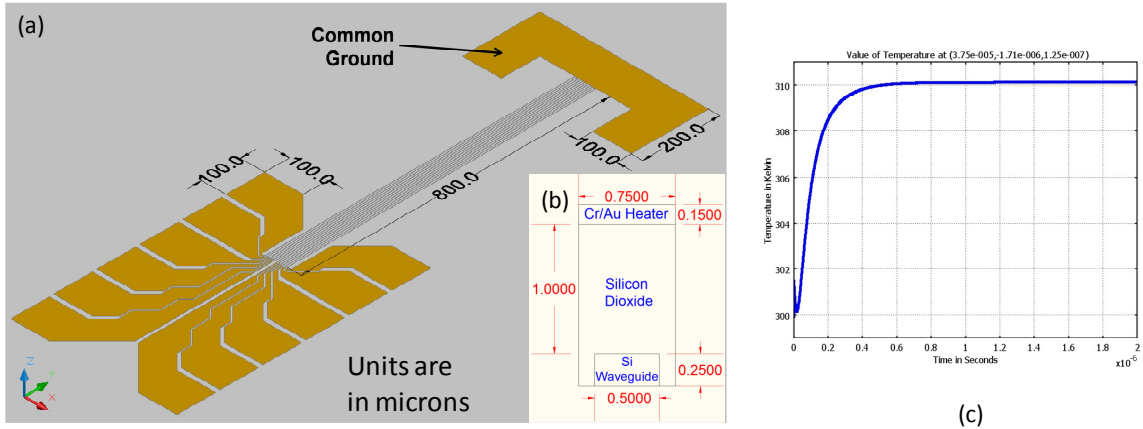 (a)
Common
Ground
100.0
100.0
800.0
100.0
200.0
Z
Y
X
Units are
in microns
(b)
0.7500
Cr/Au Heater
0.1500
1.0000
Silicon
Dioxide
Si
Waveguide
0.2500
0.5000
Value of Temperature at (3.75e-005,-1.71e-006,1.25e-007)
Temperature in Kelvin
310
308
306
304
302
300
0
0.2
0.4
0.6
0.8
1
1.2
1.4
1.6
1.8
2
Time in Seconds
x10⁻⁵
(c)